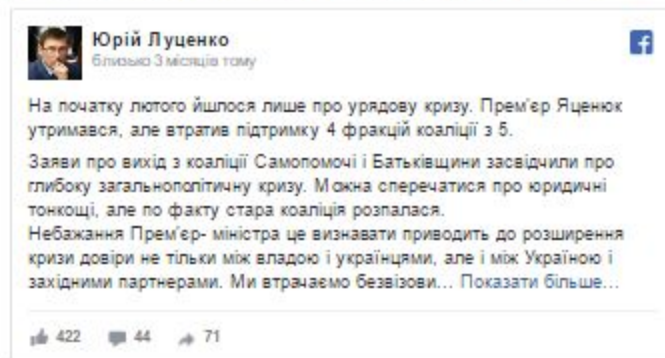 Юрій Луценко
близько 3 місяців тому
На початку лютого йшлося лише про урядову кризу. Прем'єр Яценюк
утримався, але втратив підтримку 4 фракцій коаліції з 5.
Заяви про вихід з коаліції Самопомочі і Батьківщини засвідчили про
глибоку загальнополітичну кризу. Можна сперечатися про юридичні
тонкощі, але по факту стара коаліція розпалася.
Небажання Прем'єр- міністра це визнавати приводить до розширення
кризи довіри не тільки між владою і українцями, але і між Україною і
західними партнерами. Ми втрачаємо безвізови... Показати більше...
422 44 71